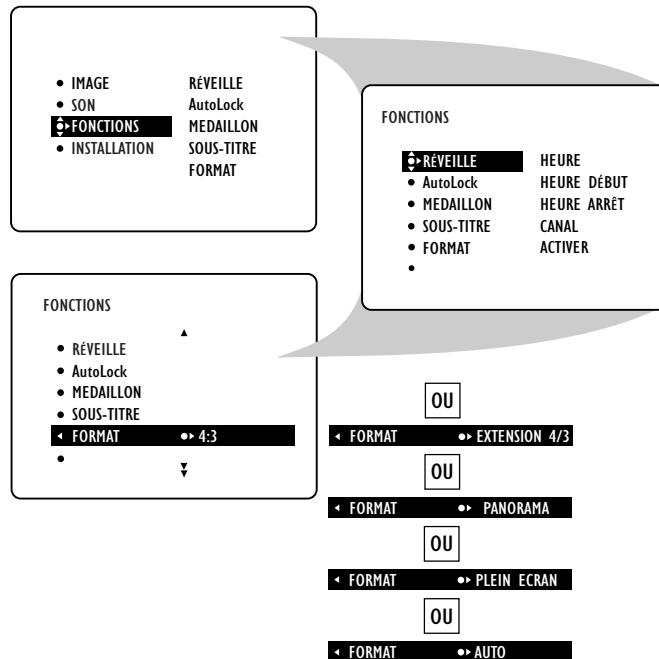 IMAGE RÉVEILLE
SON AutoLock
FONCTIONS MEDAILLON
INSTALLATION SOUS-TITRE
FORMAT
FONCTIONS
RÉVEILLE HEURE
AutoLock HEURE DÉBUT
MEDAILLON HEURE ARRÊT
SOUS-TITRE CANAL
FORMAT ACTIVER
FONCTIONS
RÉVEILLE
AutoLock
MEDAILLON
SOUS-TITRE
FORMAT 4:3
OU
FORMAT EXTENSION 4/3
OU
FORMAT PANORAMA
OU
FORMAT PLEIN ECRAN
OU
FORMAT AUTO